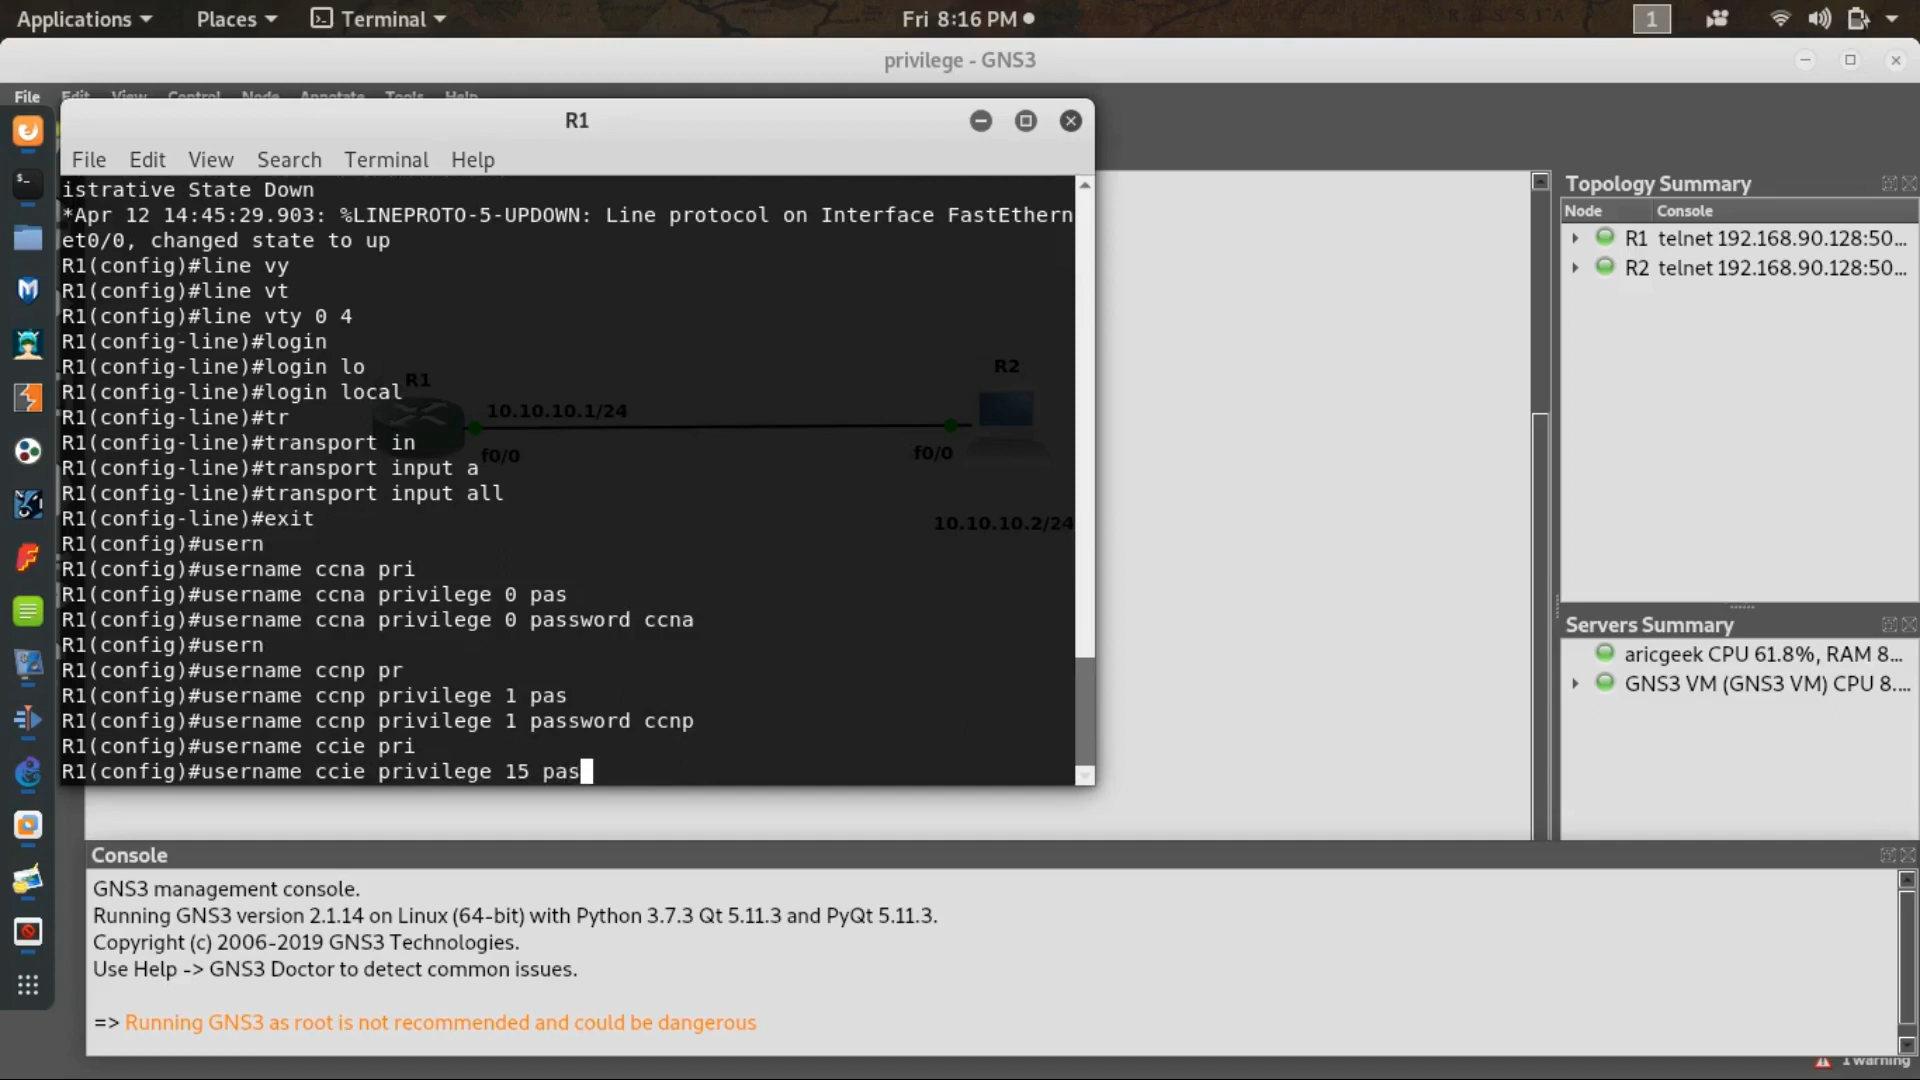 Applications
Places
Terminal
Fri 8:16 PM
1
privilege - GNS3
File Edit View Control Node Annotate Tools Help
R1
File Edit View Search Terminal Help
istrative State Down
*Apr 12 14:45:29.903: %LINEPROTO-5-UPDOWN: Line protocol on Interface FastEthern
et0/0, changed state to up
R1(config)#line vy
R1(config)#line vt
R1(config)#line vty 0 4
R1(config-line)#login
R1(config-line)#login lo
R1(config-line)#login local
R1(config-line)#tr
R1(config-line)#transport in
R1(config-line)#transport input a
R1(config-line)#transport input all
R1(config-line)#exit
R1(config)#usern
R1(config)#username ccna pri
R1(config)#username ccna privilege 0 pas
R1(config)#username ccna privilege 0 password ccna
R1(config)#usern
R1(config)#username ccnp pr
R1(config)#username ccnp privilege 1 pas
R1(config)#username ccnp privilege 1 password ccnp
R1(config)#username ccie pri
R1(config)#username ccie privilege 15 pas
R1
10.10.10.1/24
f0/0
R2
f0/0
10.10.10.2/24
Topology Summary
Node Console
R1 telnet 192.168.90.128:50...
R2 telnet 192.168.90.128:50...
Servers Summary
aricgeek CPU 61.8%, RAM 8...
GNS3 VM (GNS3 VM) CPU 8....
Console
GNS3 management console.
Running GNS3 version 2.1.14 on Linux (64-bit) with Python 3.7.3 Qt 5.11.3 and PyQt 5.11.3.
Copyright (c) 2006-2019 GNS3 Technologies.
Use Help -> GNS3 Doctor to detect common issues.
=> Running GNS3 as root is not recommended and could be dangerous
1 warning